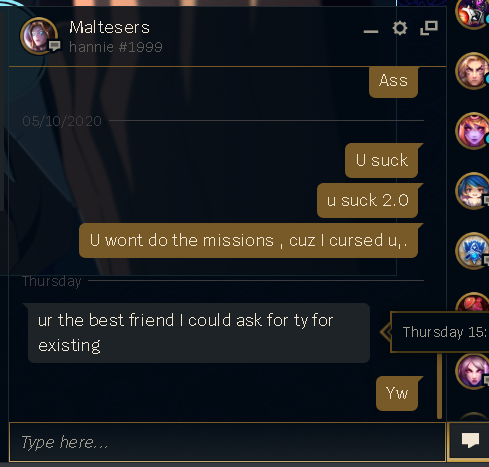 Maltesers
hannie #1999
Ass
05/10/2020
U suck
u suck 2.0
U wont do the missions , cuz I cursed u,.
Thursday
ur the best friend I could ask for ty for
existing
Thursday 15:
Yw
Type here...